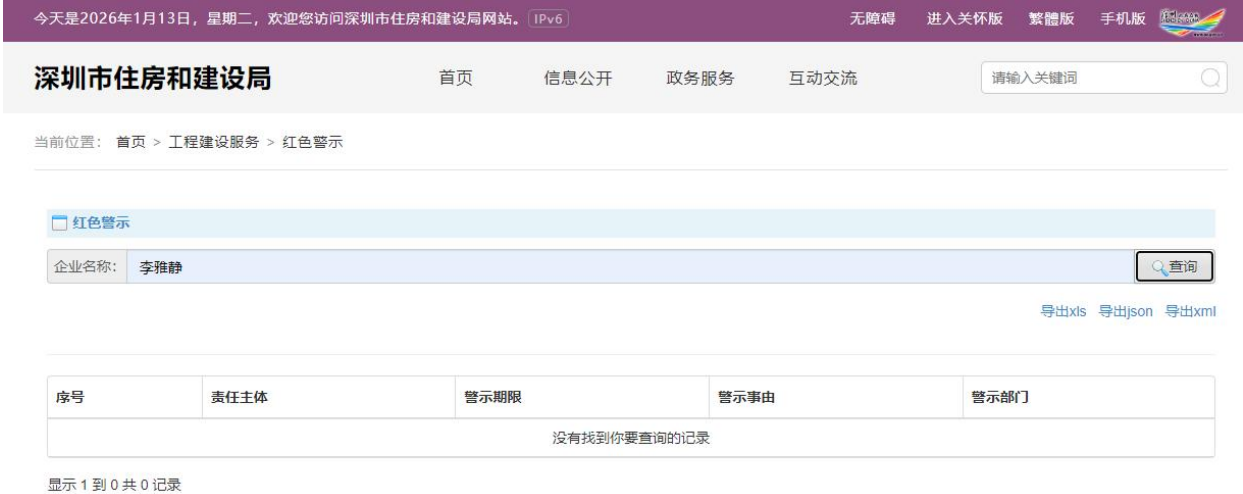 今天是2026年1月13日，星期二，欢迎您访问深圳市住房和建设局网站。 IPv6 无障碍 进入关怀版 繁體版 手机版
深圳市住房和建设局 首页 信息公开 政务服务 互动交流 请输入关键词
当前位置： 首页 > 工程建设服务 > 红色警示
红色警示
企业名称： 李雅静 查询
导出xls 导出json 导出xml
序号 责任主体 警示期限 警示事由 警示部门
没有找到你要查询的记录
显示 1 到 0 共 0 记录